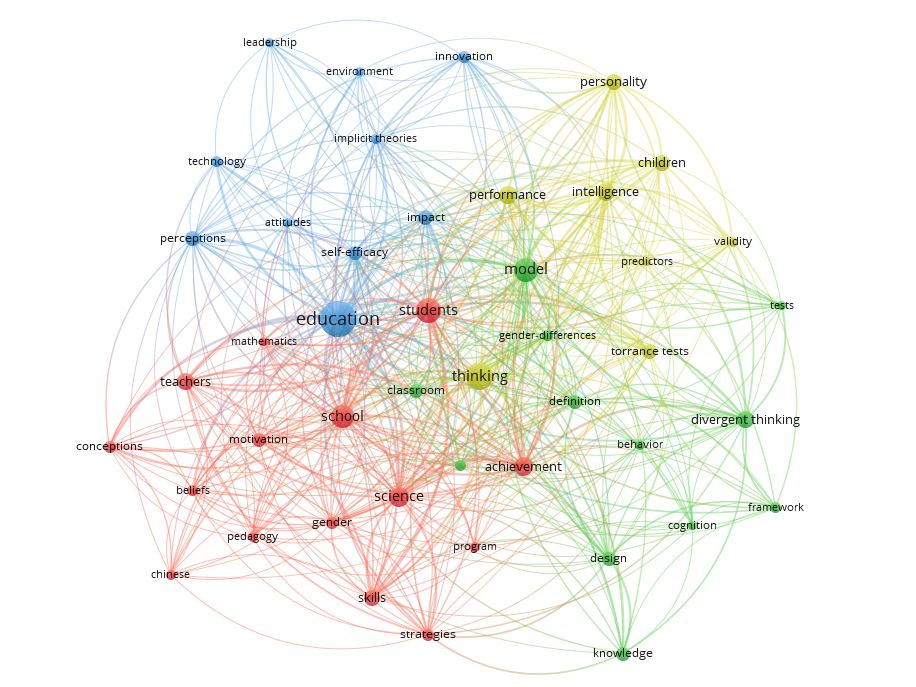 leadership
innovation
environment
personality
implicit theories
technology
children
intelligence
performance
impact
attitudes
perceptions
validity
self-efficacy
predictors
model
tests
students
education
gender-differences
mathematics
torrance tests
thinking
teachers
classroom
definition
school
divergent thinking
motivation
behavior
conceptions
achievement
beliefs
science
framework
gender
cognition
pedagogy
program
design
chinese
skills
strategies
knowledge